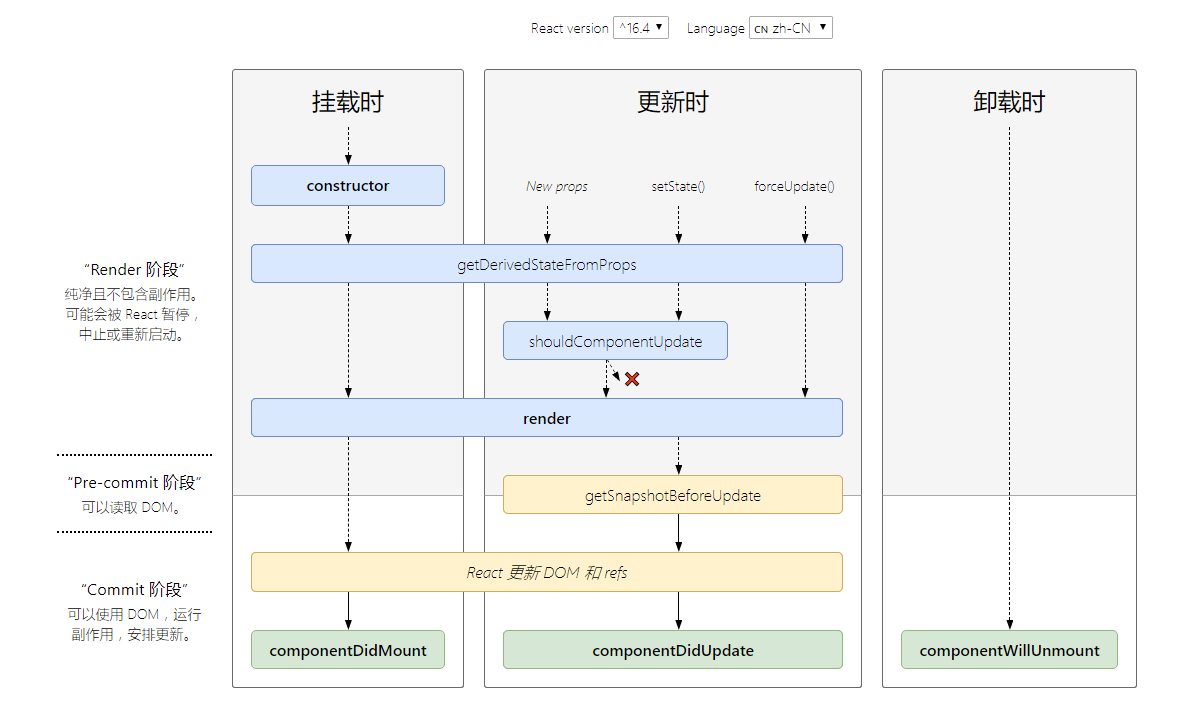 React version ^16.4 Language CN zh-CN
挂载时
更新时
卸载时
constructor
New props
setState()
forceUpdate()
getDerivedStateFromProps
“Render 阶段”
纯净且不包含副作用。
可能会被 React 暂停，
中止或重新启动。
shouldComponentUpdate
render
“Pre-commit 阶段”
可以读取 DOM。
getSnapshotBeforeUpdate
React 更新 DOM 和 refs
“Commit 阶段”
可以使用 DOM，运行
副作用，安排更新。
componentDidMount
componentDidUpdate
componentWillUnmount